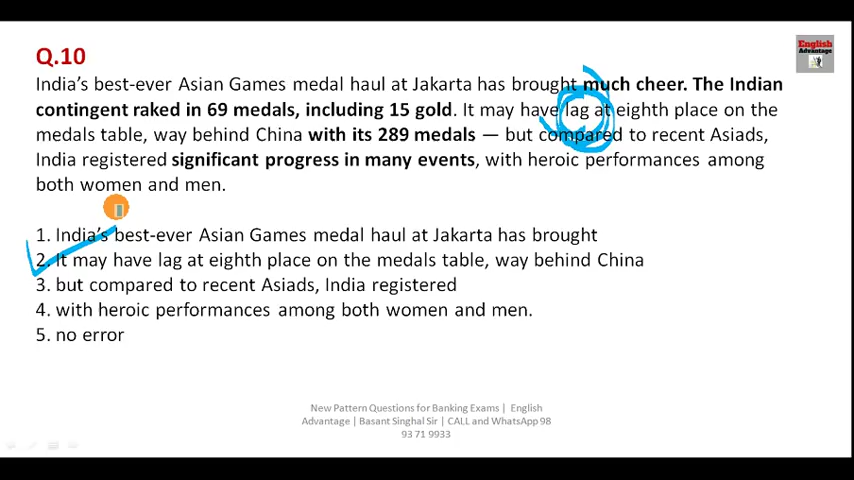 Q.10
English
Advantage
India's best-ever Asian Games medal haul at Jakarta has brought much cheer. The Indian
contingent raked in 69 medals, including 15 gold. It may have lag at eighth place on the
medals table, way behind China with its 289 medals — but compared to recent Asiads,
India registered significant progress in many events, with heroic performances among
both women and men.
1. India's best-ever Asian Games medal haul at Jakarta has brought
2. It may have lag at eighth place on the medals table, way behind China
3. but compared to recent Asiads, India registered
4. with heroic performances among both women and men.
5. no error
New Pattern Questions for Banking Exams | English
Advantage | Basant Singhal Sir | CALL and WhatsApp 98
93 71 9933